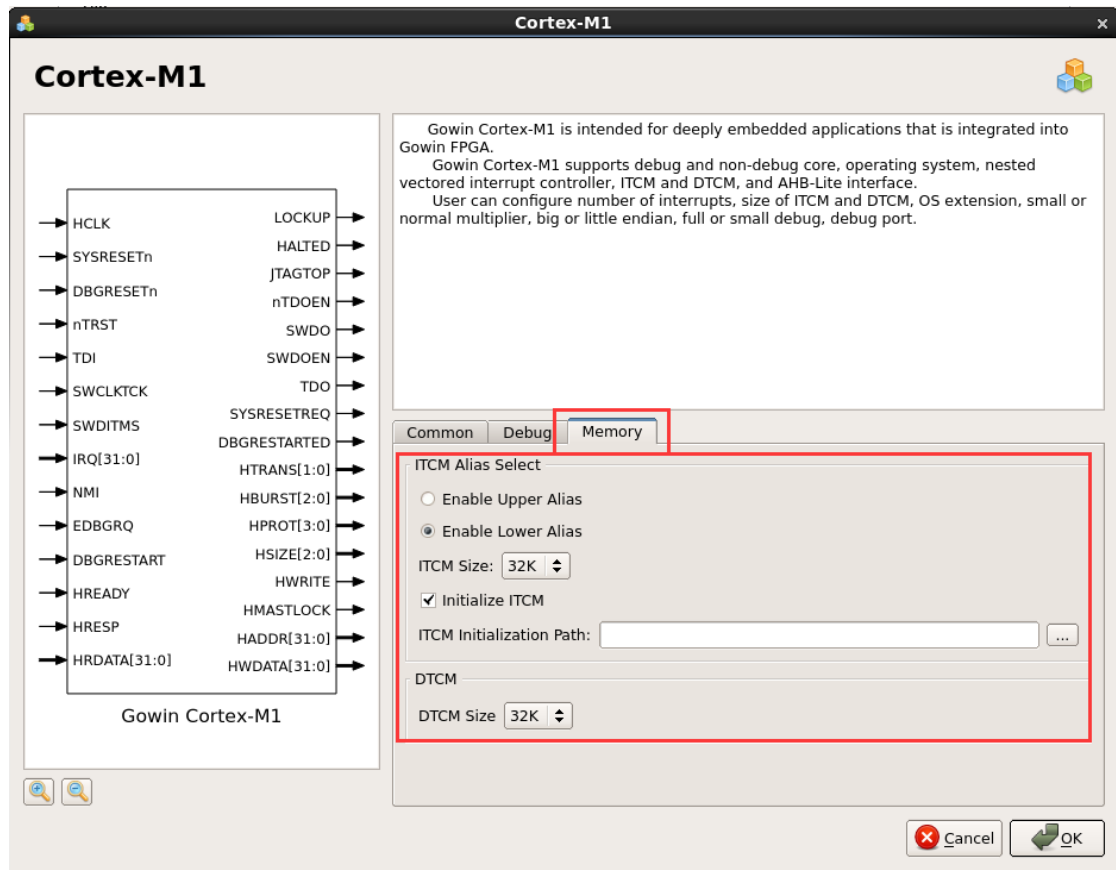 Cortex-M1
Cortex-M1
HCLK
SYSRESETn
DBGRESETn
nTRST
TDI
SWCLKTCK
SWDITMS
IRQ[31:0]
NMI
EDBGRQ
DBGRESTART
HREADY
HRESP
HRDATA[31:0]
LOCKUP
HALTED
JTAGTOP
nTDOEN
SWDO
SWDOEN
TDO
SYSRESETREQ
DBGRESTARTED
HTRANS[1:0]
HBURST[2:0]
HPROT[3:0]
HSIZE[2:0]
HWRITE
HMASTLOCK
HADDR[31:0]
HWDATA[31:0]
Gowin Cortex-M1
Gowin Cortex-M1 is intended for deeply embedded applications that is integrated into
Gowin FPGA.
Gowin Cortex-M1 supports debug and non-debug core, operating system, nested
vectored interrupt controller, ITCM and DTCM, and AHB-Lite interface.
User can configure number of interrupts, size of ITCM and DTCM, OS extension, small or
normal multiplier, big or little endian, full or small debug, debug port.
Common Debug Memory
ITCM Alias Select
Enable Upper Alias
Enable Lower Alias
ITCM Size: 32K
Initialize ITCM
ITCM Initialization Path: ...
DTCM
DTCM Size 32K
Cancel OK